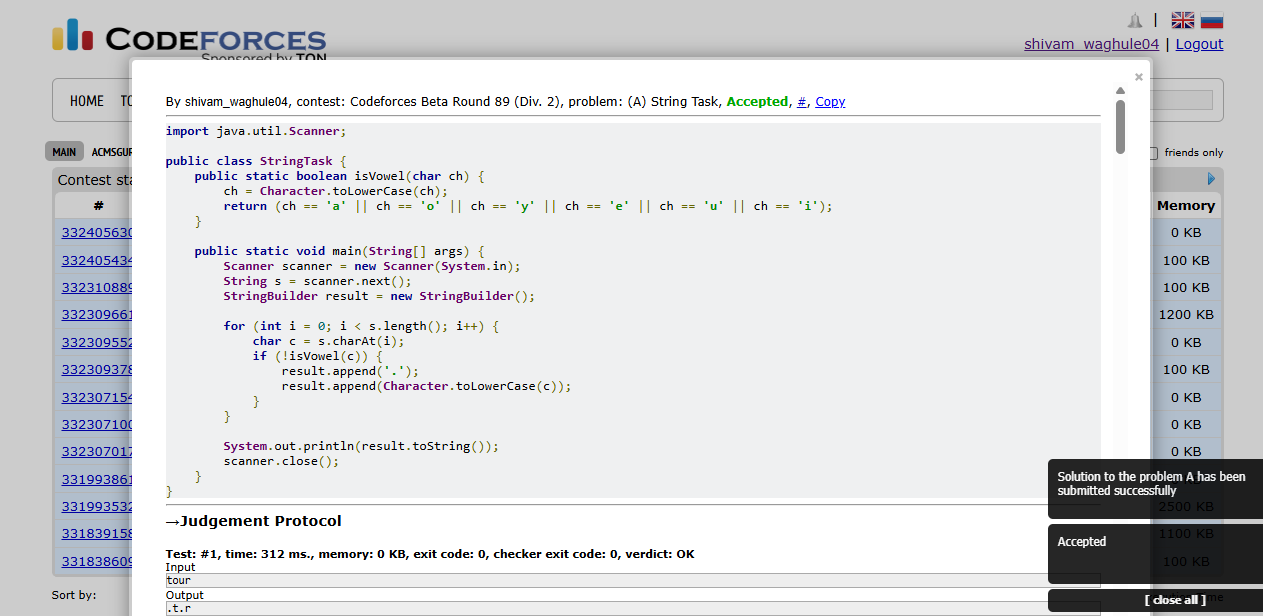 CODEFORCES
Sponsored by TON
|
shivam_waghule04 | Logout
HOME
MAIN ACMSGUR
friends only
Contest sta
#
Memory
332405630 0 KB
332405434 100 KB
332310889 100 KB
332309661 1200 KB
332309552 0 KB
332309378 100 KB
332307154 0 KB
332307100 0 KB
332307017 0 KB
331993861
331993532 2500 KB
331839158 1100 KB
331838609 100 KB
Sort by:
×
By shivam_waghule04, contest: Codeforces Beta Round 89 (Div. 2), problem: (A) String Task, Accepted, #, Copy
import java.util.Scanner;
public class StringTask {
    public static boolean isVowel(char ch) {
        ch = Character.toLowerCase(ch);
        return (ch == 'a' || ch == 'o' || ch == 'y' || ch == 'e' || ch == 'u' || ch == 'i');
    }
    public static void main(String[] args) {
        Scanner scanner = new Scanner(System.in);
        String s = scanner.next();
        StringBuilder result = new StringBuilder();
        for (int i = 0; i < s.length(); i++) {
            char c = s.charAt(i);
            if (!isVowel(c)) {
                result.append('.');
                result.append(Character.toLowerCase(c));
            }
        }
        System.out.println(result.toString());
        scanner.close();
    }
}
→Judgement Protocol
Test: #1, time: 312 ms., memory: 0 KB, exit code: 0, checker exit code: 0, verdict: OK
Input
tour
Output
.t.r
Solution to the problem A has been
submitted successfully
Accepted
[ close all ]